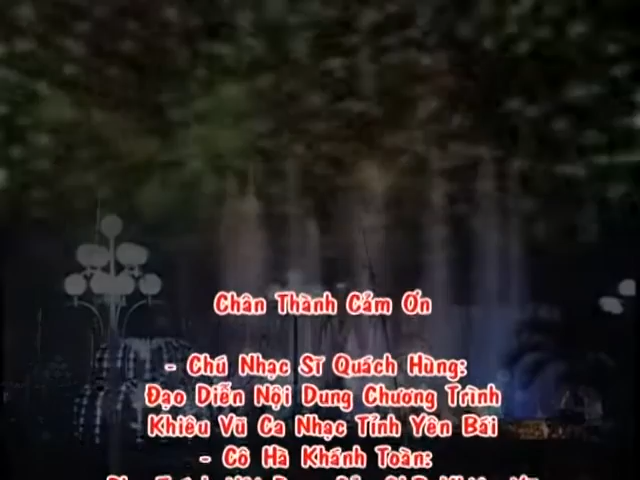 Chân Thành Cảm Ơn
- Chú Nhạc Sĩ Quách Hùng:
Đạo Diễn Nội Dung Chương Trình
Khiêu Vũ Ca Nhạc Tỉnh Yên Bái
- Cô Hà Khánh Toàn: